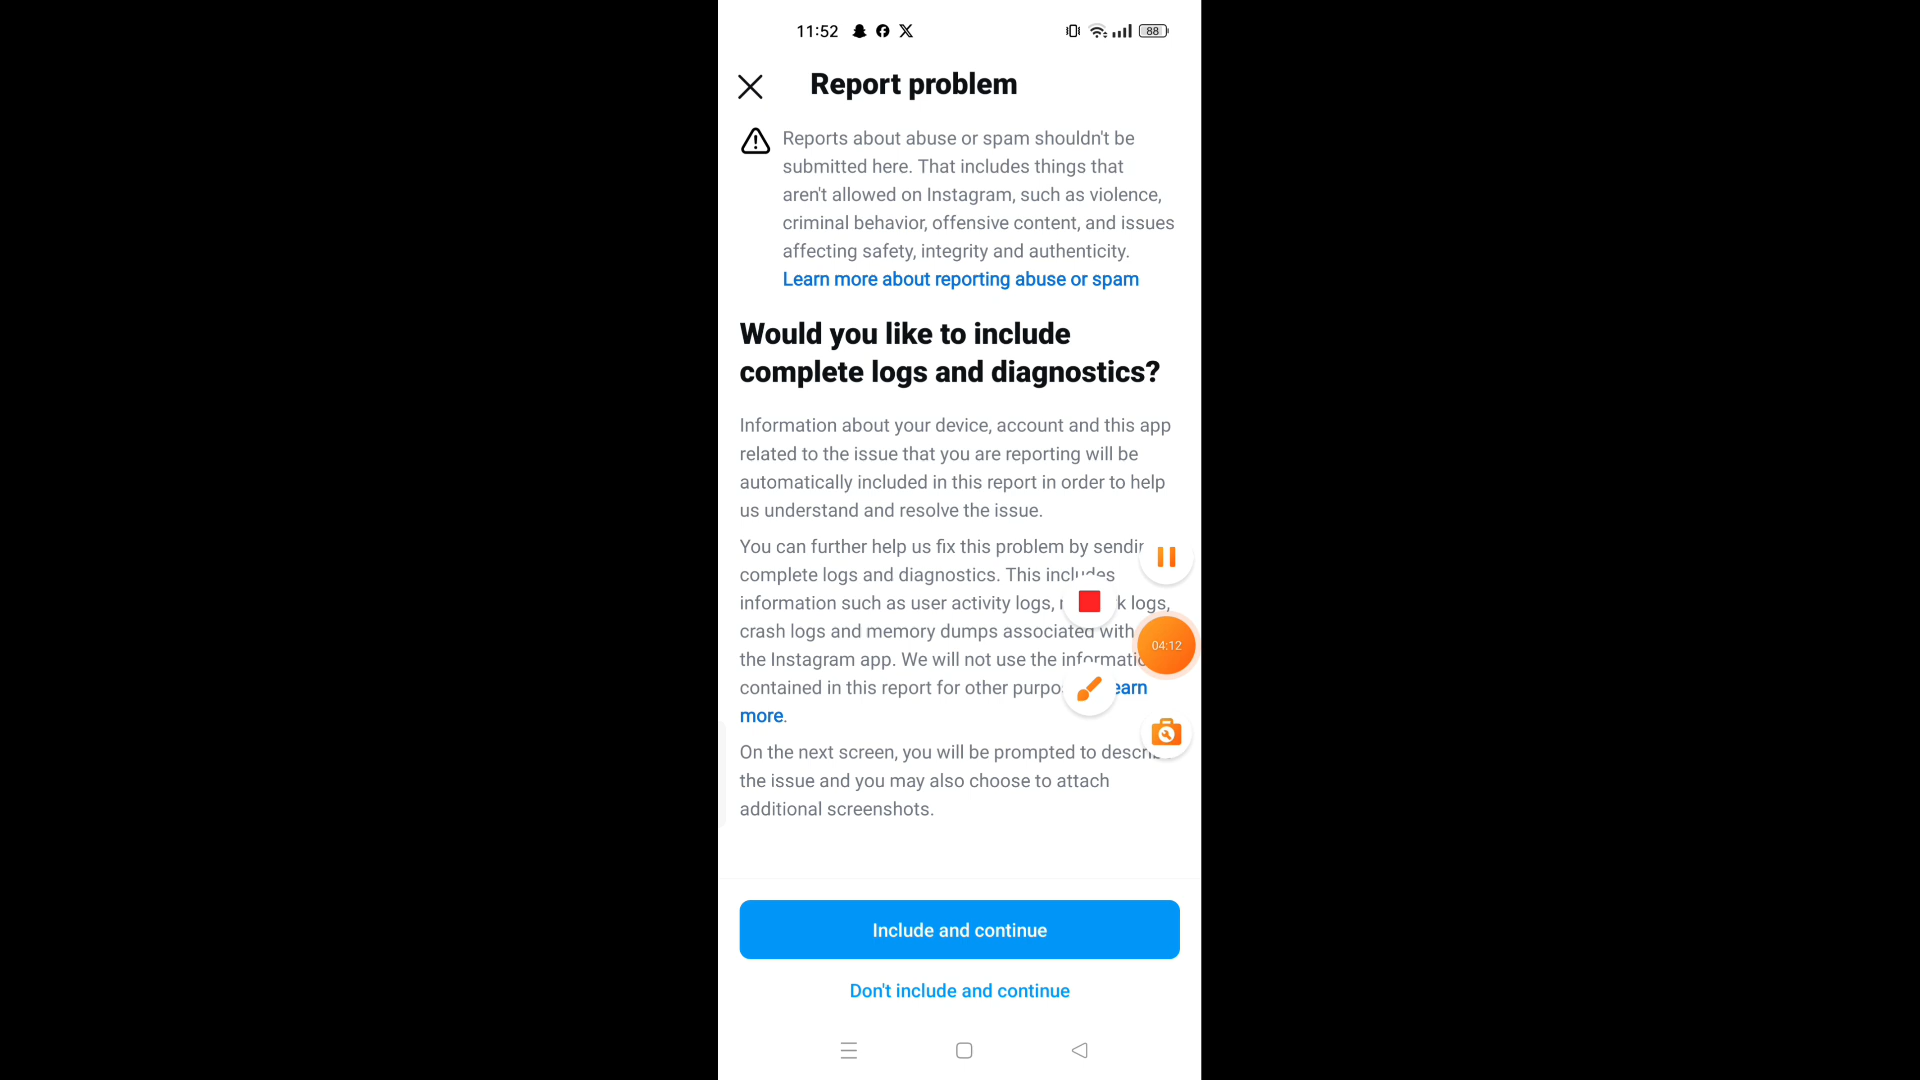 11:52
88
Report problem
Reports about abuse or spam shouldn't be
submitted here. That includes things that
aren't allowed on Instagram, such as violence,
criminal behavior, offensive content, and issues
affecting safety, integrity and authenticity.
Learn more about reporting abuse or spam
Would you like to include
complete logs and diagnostics?
Information about your device, account and this app
related to the issue that you are reporting will be
automatically included in this report in order to help
us understand and resolve the issue.
You can further help us fix this problem by
complete logs and diagnostics. This includes
information such as user activity logs, logs,
crash logs and memory dumps associated with
04:12
the Instagram app. We will not use the
contained in this report for other
more.
On the next screen, you will be prompted to
the issue and you may also choose to attach
additional screenshots.
Include and continue
Don't include and continue